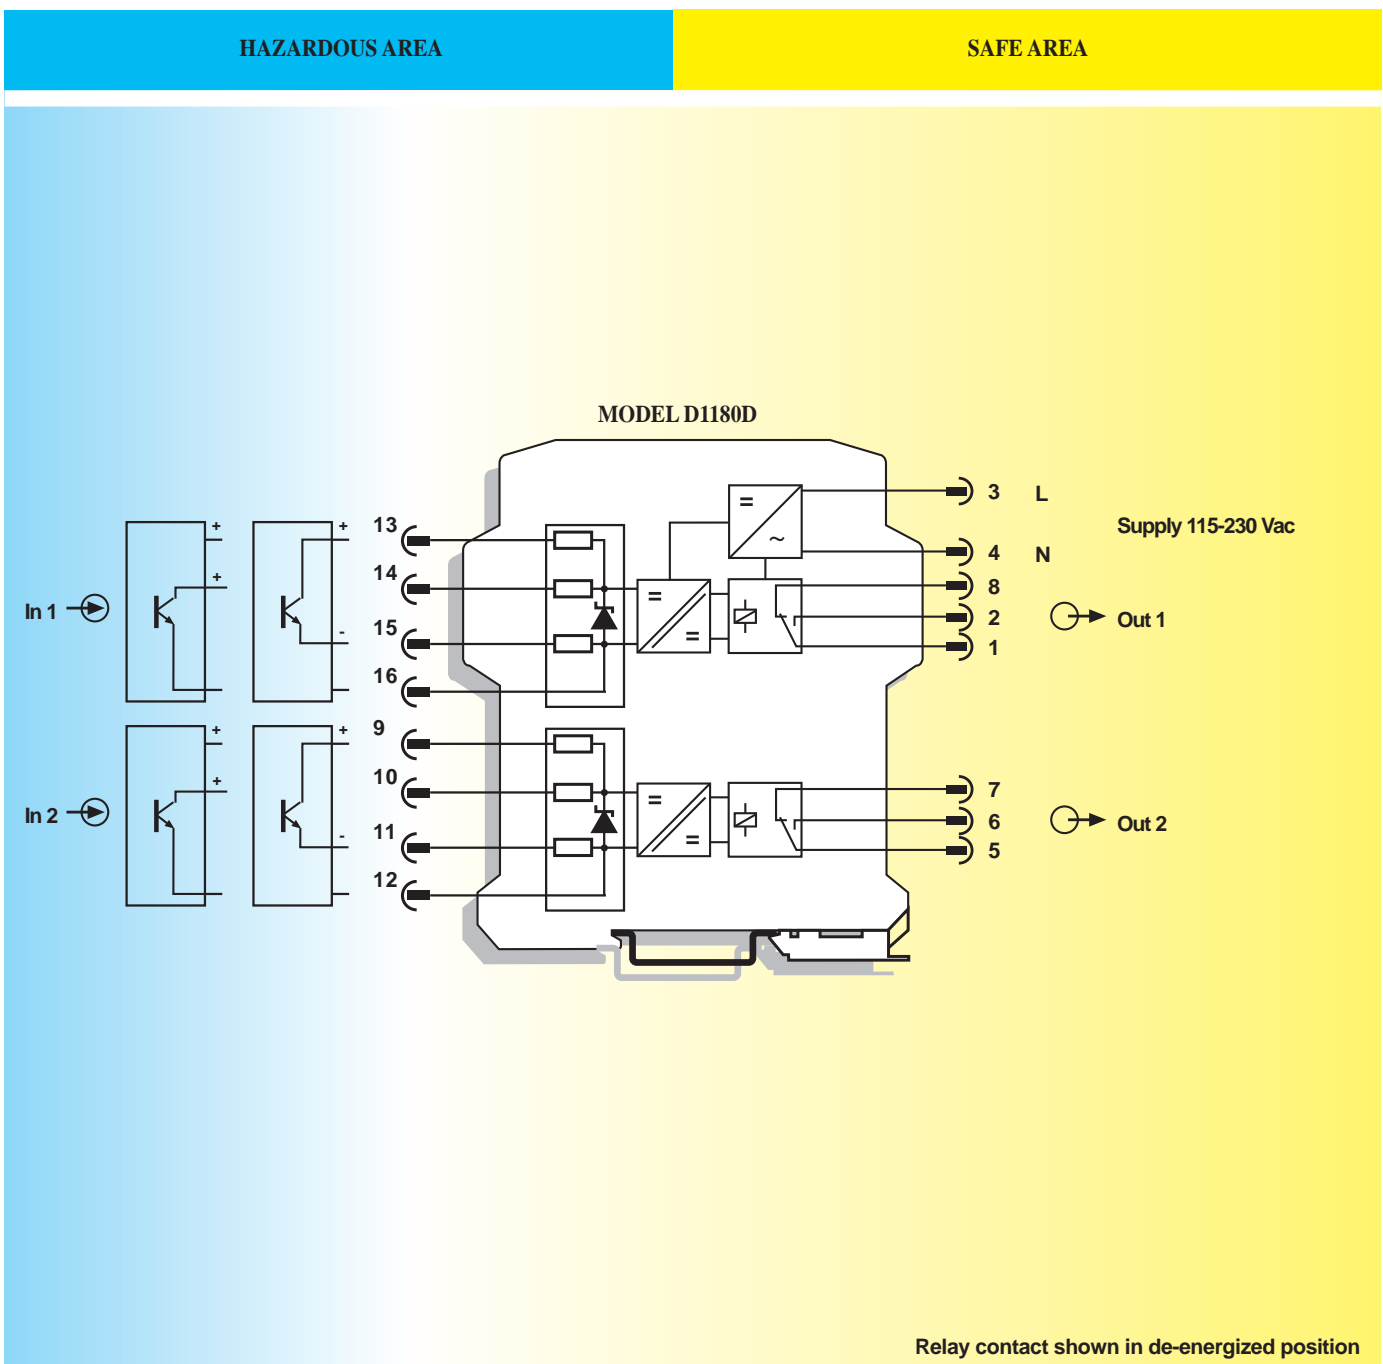 HAZARDOUS AREA
SAFE AREA
MODEL D1180D
3 L
Supply 115-230 Vac
4 N
+ + 13
+ 14 8
In 1 2 Out 1
- 15 1
16
+ + 9
+ 10 7
In 2 6 Out 2
- 11 5
12
Relay contact shown in de-energized position